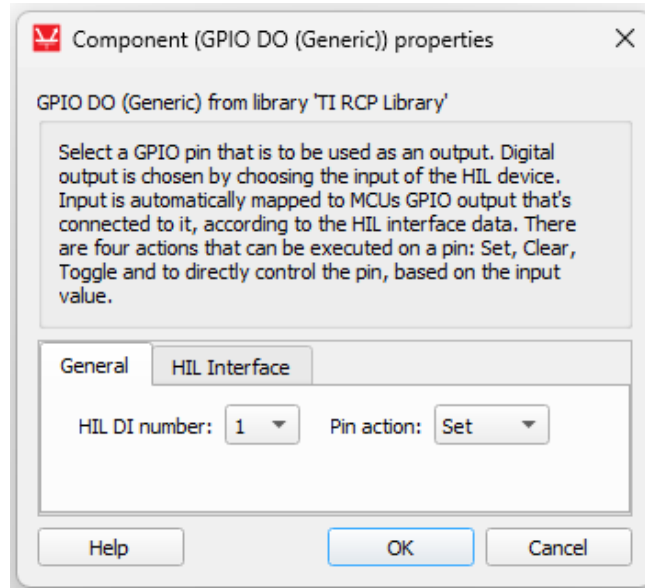 Component (GPIO DO (Generic)) properties
GPIO DO (Generic) from library 'TI RCP Library'
Select a GPIO pin that is to be used as an output. Digital
output is chosen by choosing the input of the HIL device.
Input is automatically mapped to MCUs GPIO output that's
connected to it, according to the HIL interface data. There
are four actions that can be executed on a pin: Set, Clear,
Toggle and to directly control the pin, based on the input
value.
General HIL Interface
HIL DI number: 1 Pin action: Set
Help OK Cancel